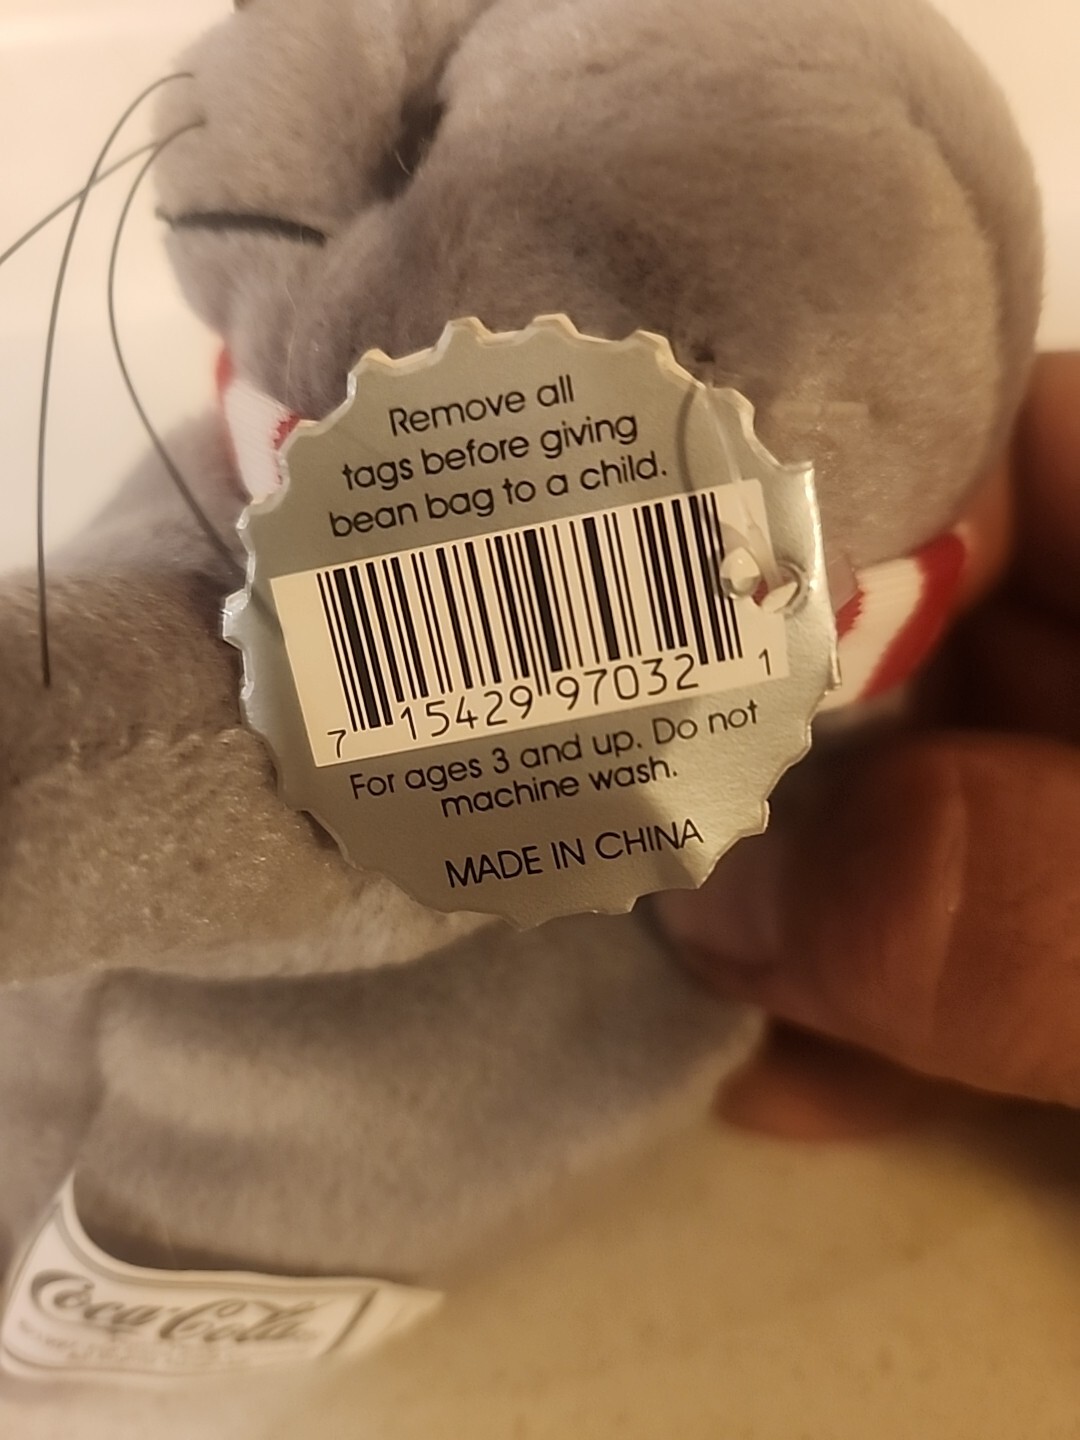 Remove all
tags before giving
bean bag to a child.
7 15429 97032 1
For ages 3 and up. Do not
machine wash.
MADE IN CHINA
Coca-Cola